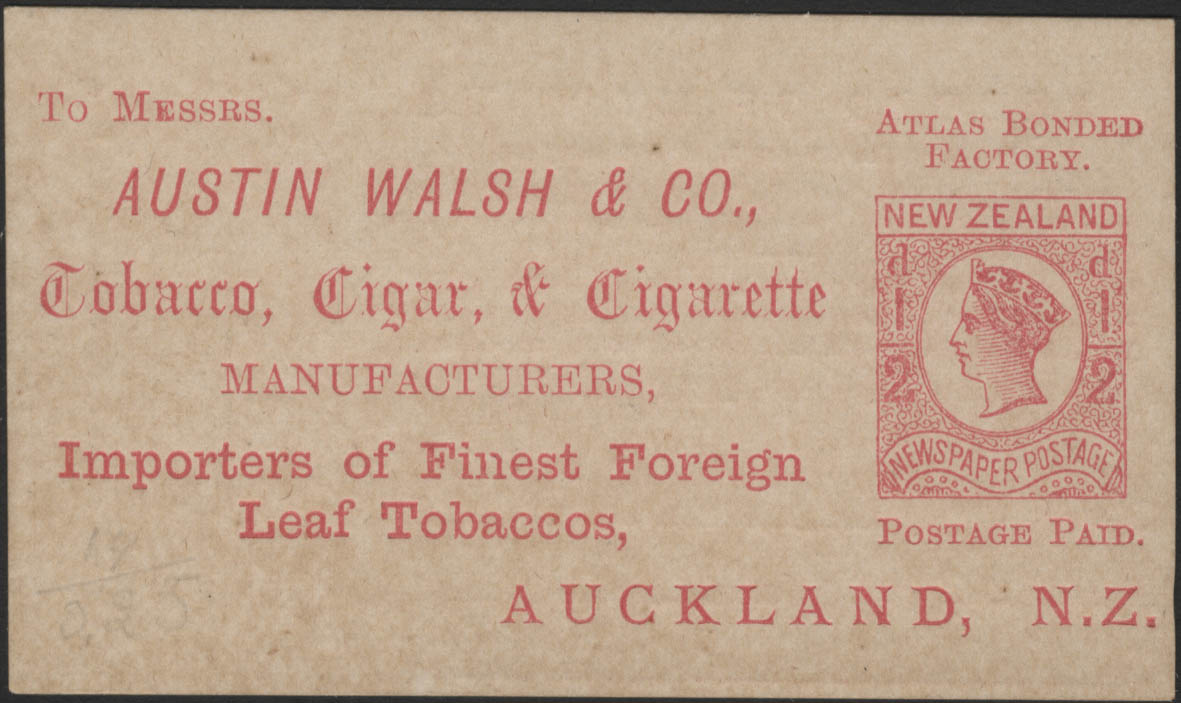 To Messrs.
AUSTIN WALSH & CO.,
Tobacco, Cigar, & Cigarette
MANUFACTURERS,
Importers of Finest Foreign
Leaf Tobaccos,
AUCKLAND, N.Z.
Atlas Bonded
Factory.
NEW ZEALAND
d d
1 1
2 2
NEWSPAPER POSTAGE
Postage Paid.